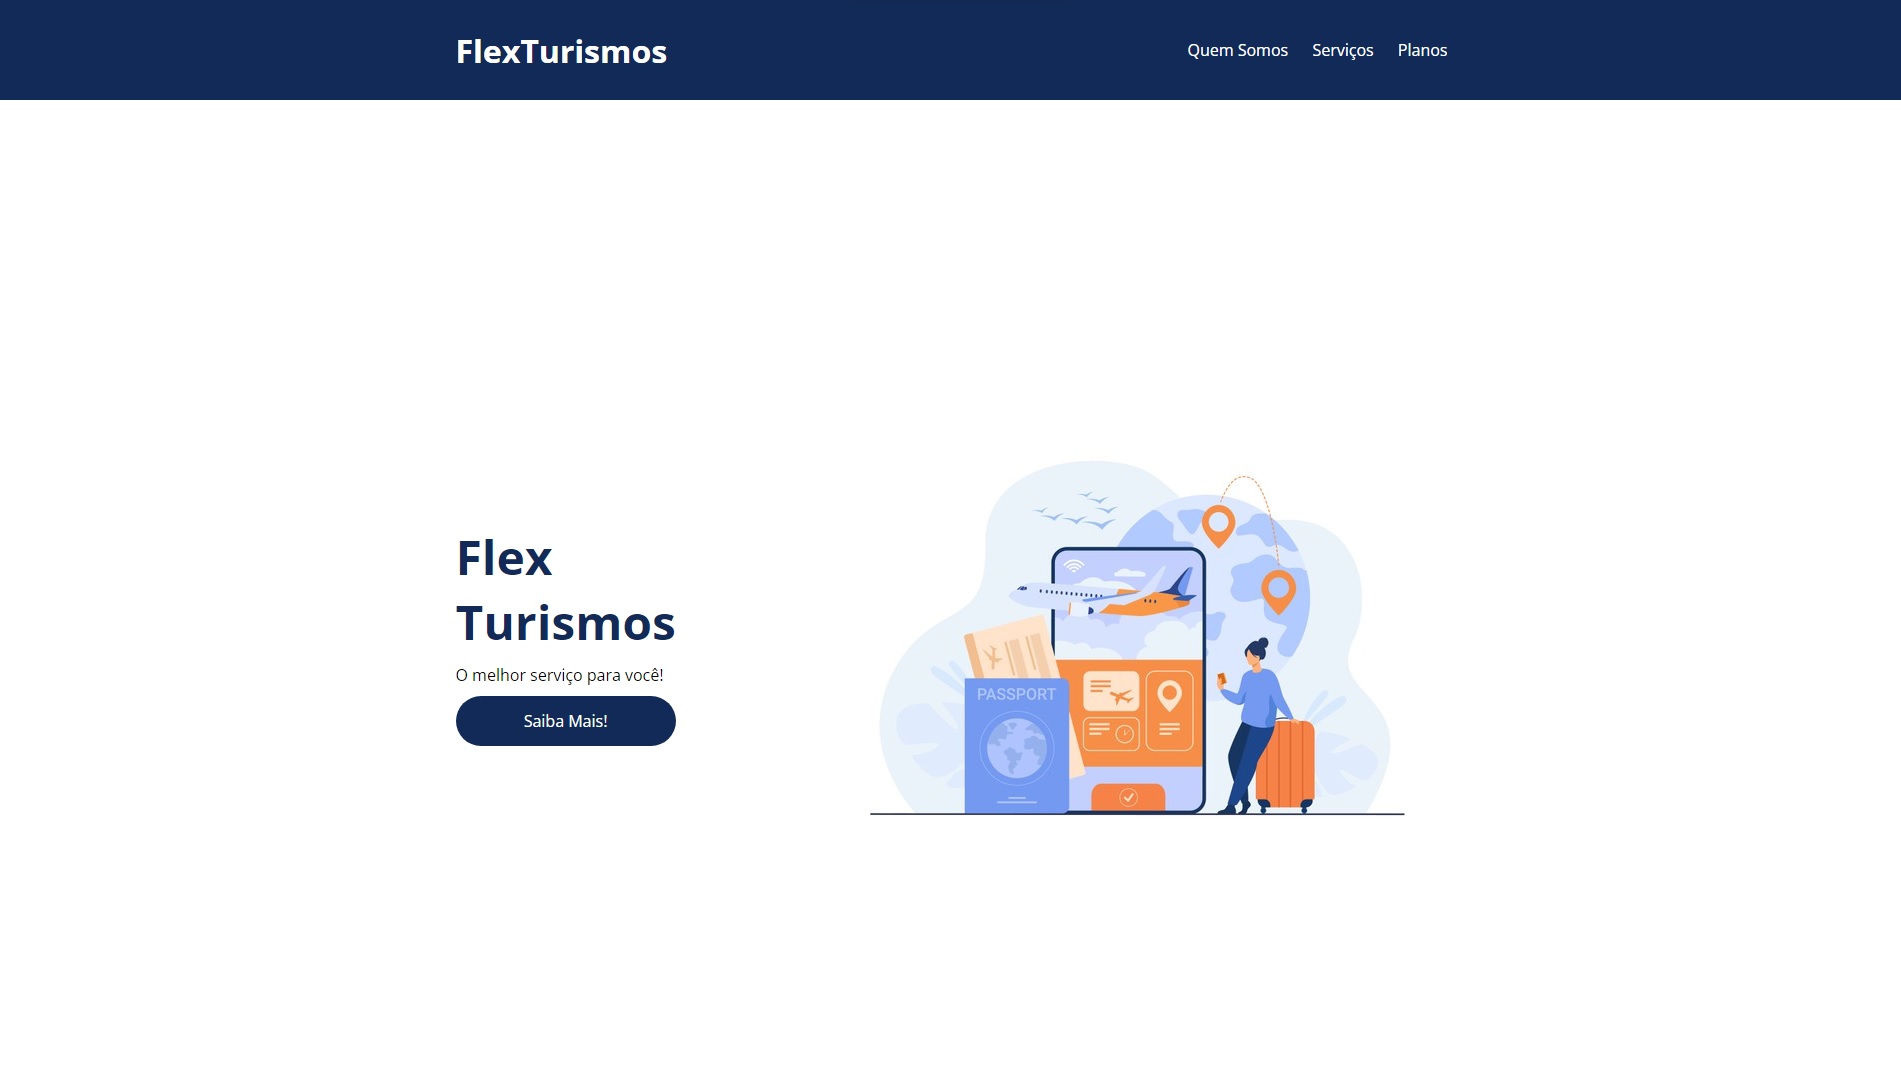 FlexTurismos
Quem Somos Serviços Planos
Flex
Turismos
O melhor serviço para você!
Saiba Mais!
PASSPORT